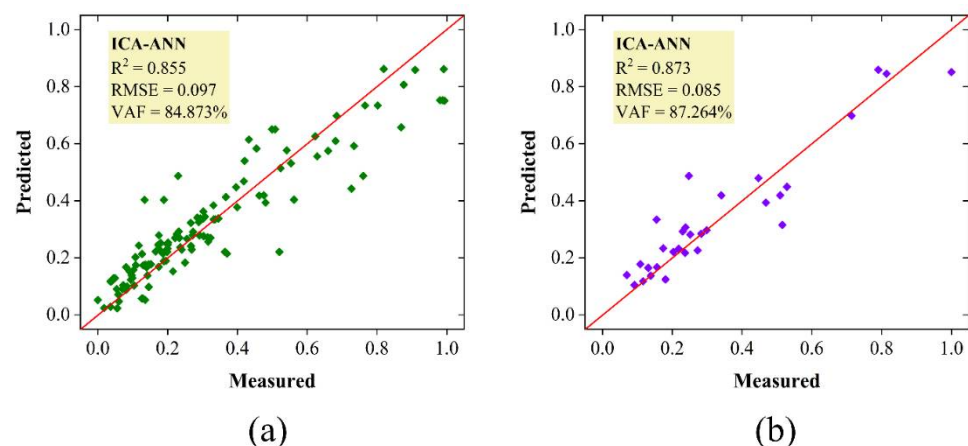 ICA-ANN
R² = 0.855
RMSE = 0.097
VAF = 84.873%
Predicted
1.0
0.8
0.6
0.4
0.2
0.0
0.0 0.2 0.4 0.6 0.8 1.0
Measured
(a)
ICA-ANN
R² = 0.873
RMSE = 0.085
VAF = 87.264%
Predicted
1.0
0.8
0.6
0.4
0.2
0.0
0.0 0.2 0.4 0.6 0.8 1.0
Measured
(b)